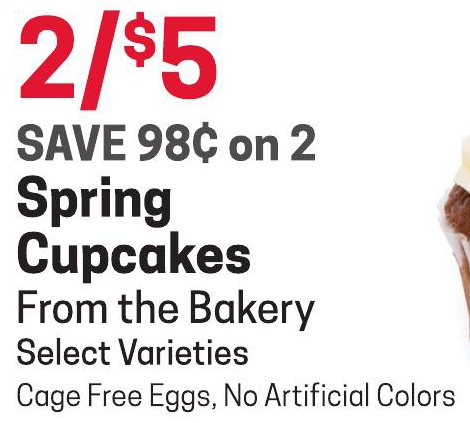 2/$5
SAVE 98¢ on 2
Spring
Cupcakes
From the Bakery
Select Varieties
Cage Free Eggs, No Artificial Colors